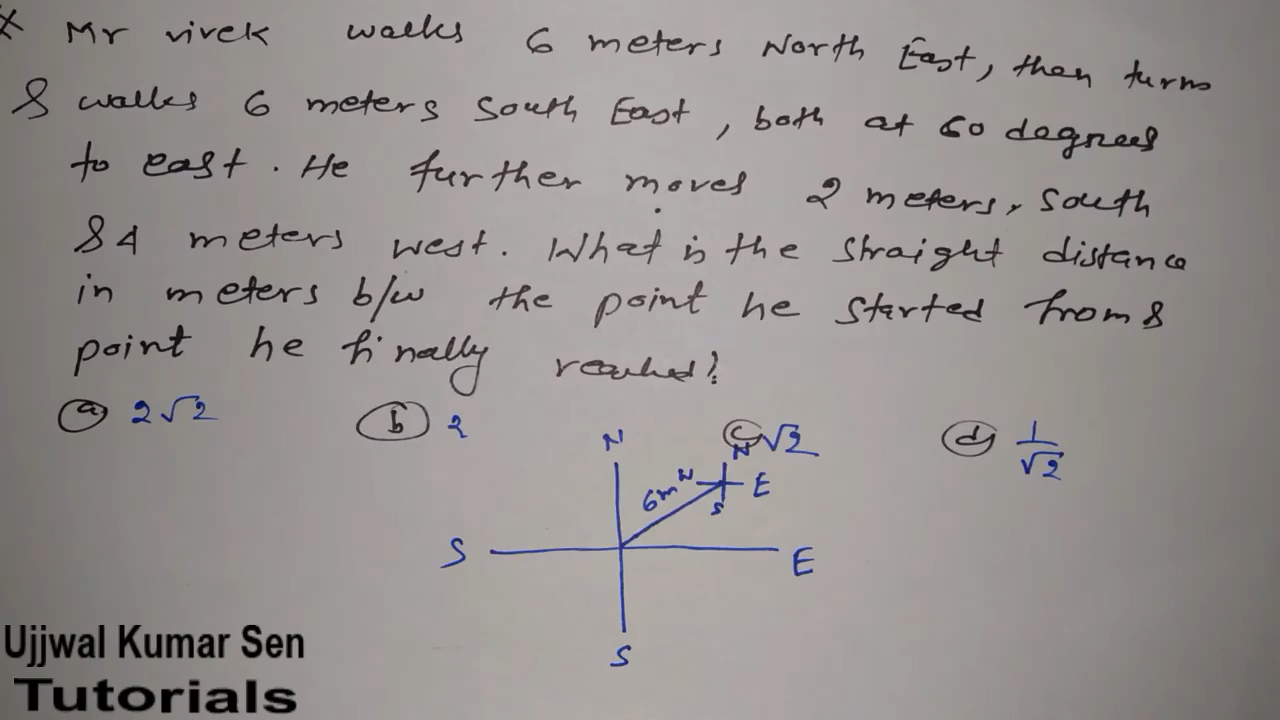 * Mr vivek walks 6 meters North East, then turns
& walks 6 meters South East, both at 60 degrees
to east. He further moves 2 meters, south
& 4 meters west. What is the straight distance
in meters b/w the point he started from &
point he finally reached?
(a) 2√2 (b) 2 (c) √2 (d) 1/√2
N
N
6m N E
S
S E
S
Ujjwal Kumar Sen
Tutorials